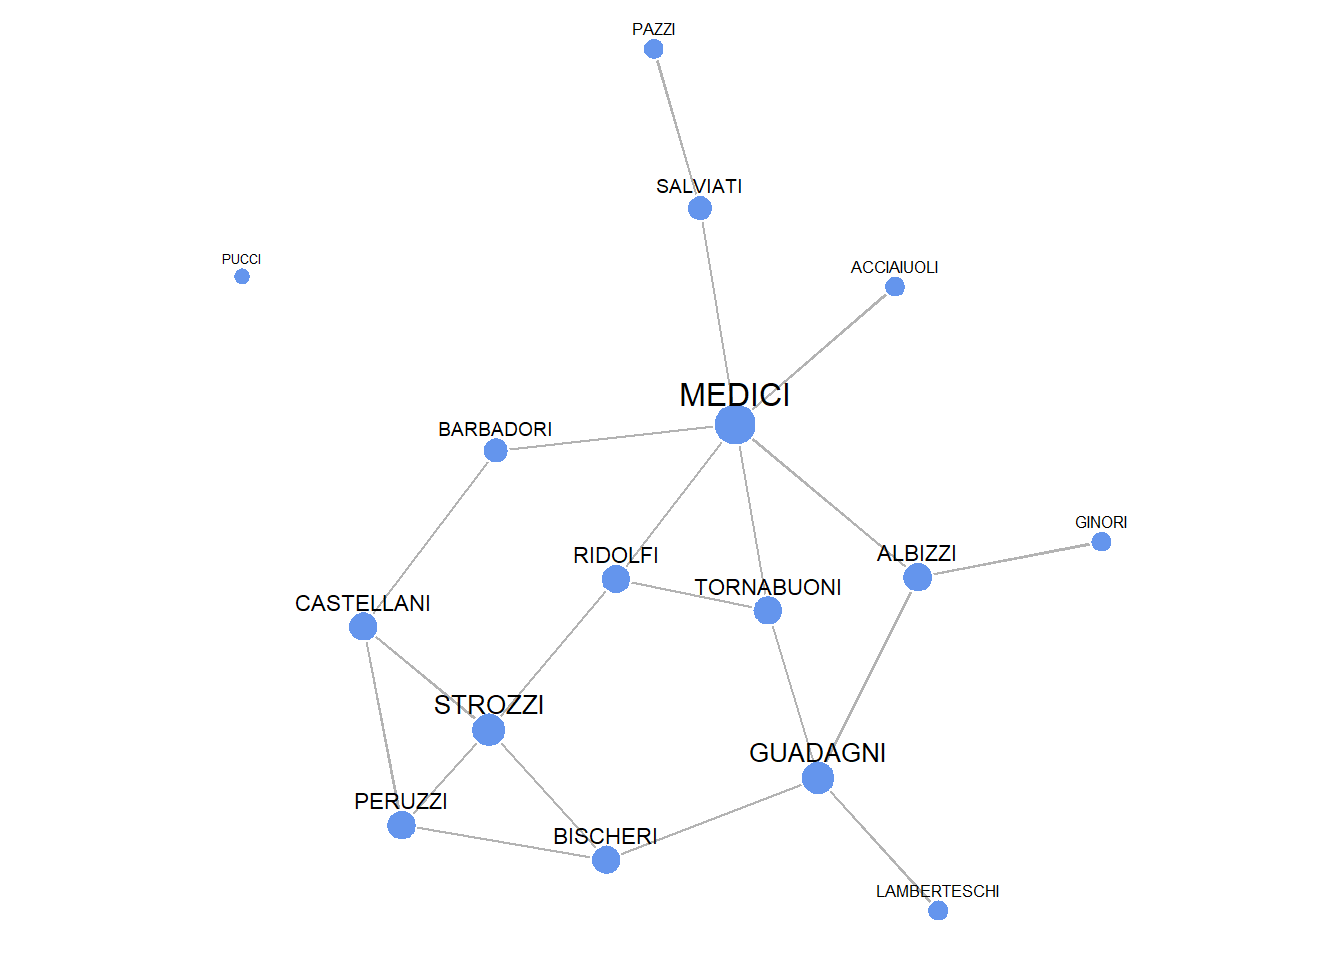 PAZZI
SALVIATI
PUCCI
ACCIAIUOLI
MEDICI
BARBADORI
GINORI
RIDOLFI
ALBIZZI
TORNABUONI
CASTELLANI
STROZZI
GUADAGNI
PERUZZI
BISCHERI
LAMBERTESCHI